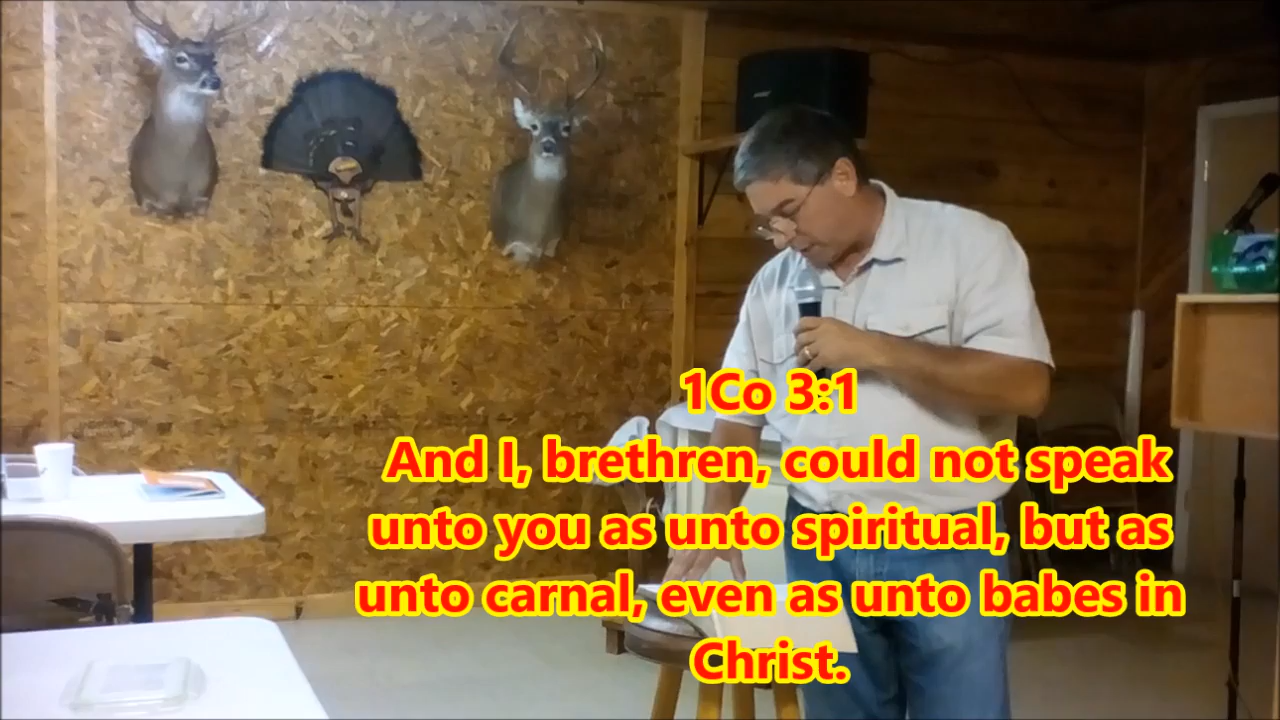 1Co 3:1
And I, brethren, could not speak
unto you as unto spiritual, but as
unto carnal, even as unto babes in
Christ.